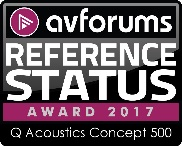 avforums
REFERENCE
STATUS
AWARD 2017
Q Acoustics Concept 500